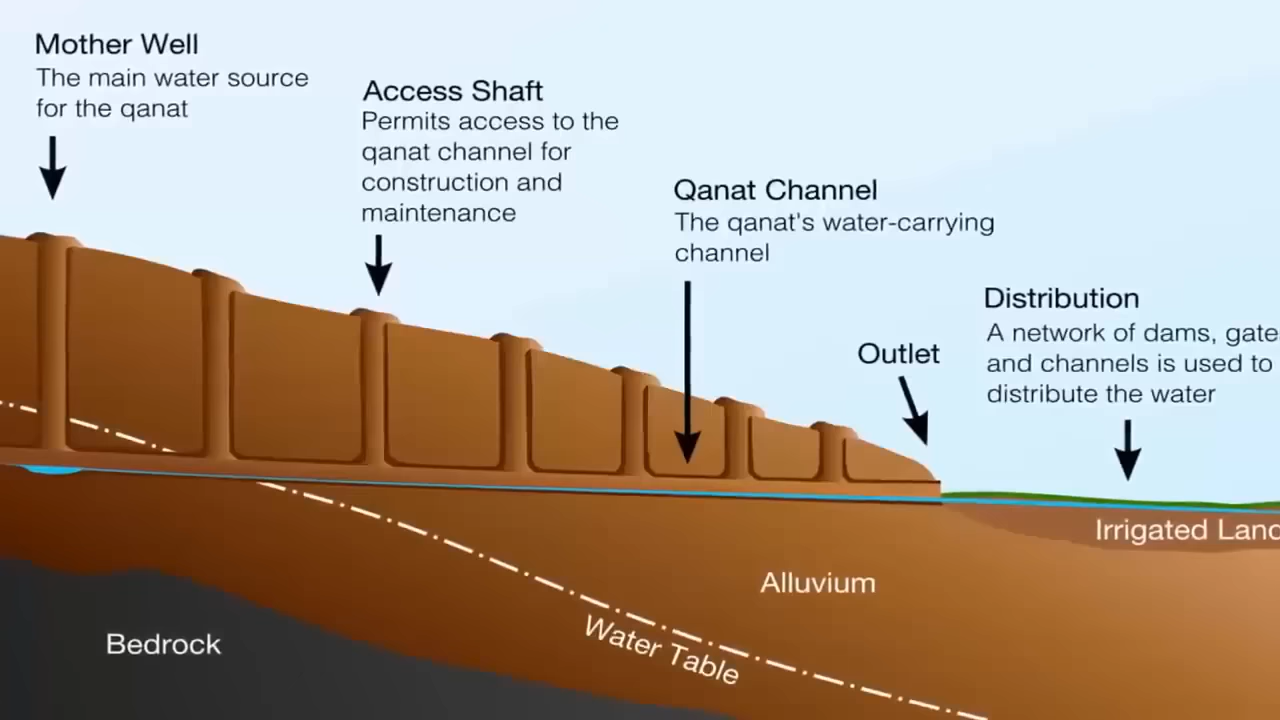 Mother Well
The main water source
for the qanat
Access Shaft
Permits access to the
qanat channel for
construction and
maintenance
Qanat Channel
The qanat's water-carrying
channel
Outlet
Distribution
A network of dams, gate
and channels is used to
distribute the water
Irrigated Lanc
Alluvium
Water Table
Bedrock